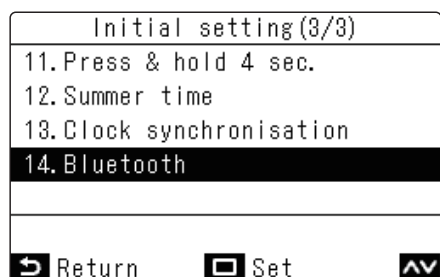 Initial setting(3/3)
11.Press & hold 4 sec.
12.Summer time
13.Clock synchronisation
14.Bluetooth
Return Set